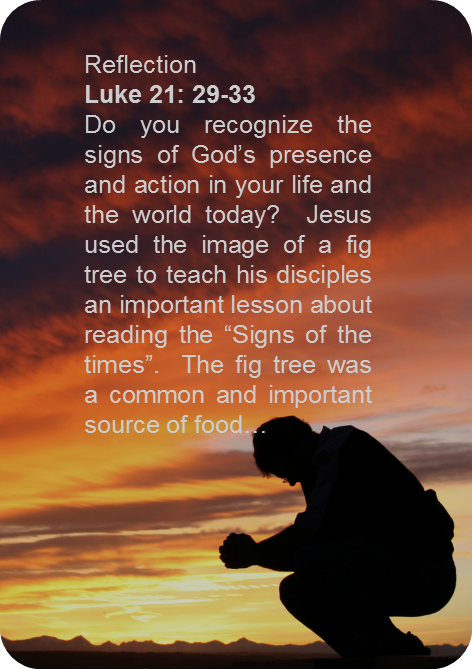 Reflection
Luke 21: 29-33
Do you recognize the
signs of God’s presence
and action in your life and
the world today? Jesus
used the image of a fig
tree to teach his disciples
an important lesson about
reading the “Signs of the
times”. The fig tree was
a common and important
source of food…